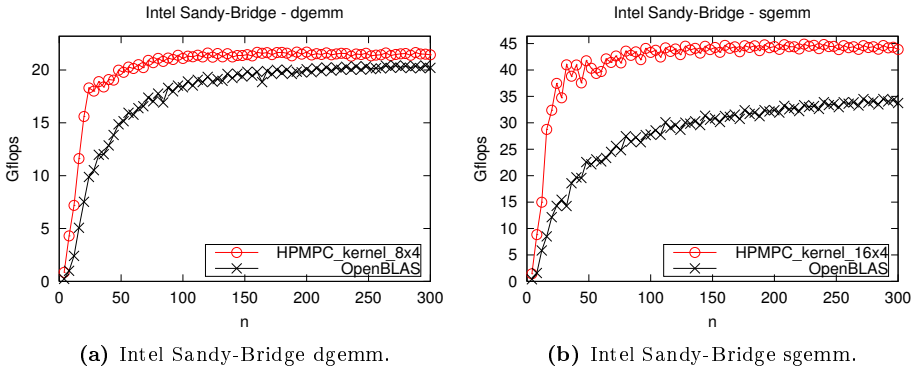 Intel Sandy-Bridge - dgemm
Gflops
20
15
10
5
0
0 50 100 150 200 250 300
n
HPMPC_kernel_8x4
OpenBLAS
(a) Intel Sandy-Bridge dgemm.
Intel Sandy-Bridge - sgemm
Gflops
45
40
35
30
25
20
15
10
5
0
0 50 100 150 200 250 300
n
HPMPC_kernel_16x4
OpenBLAS
(b) Intel Sandy-Bridge sgemm.